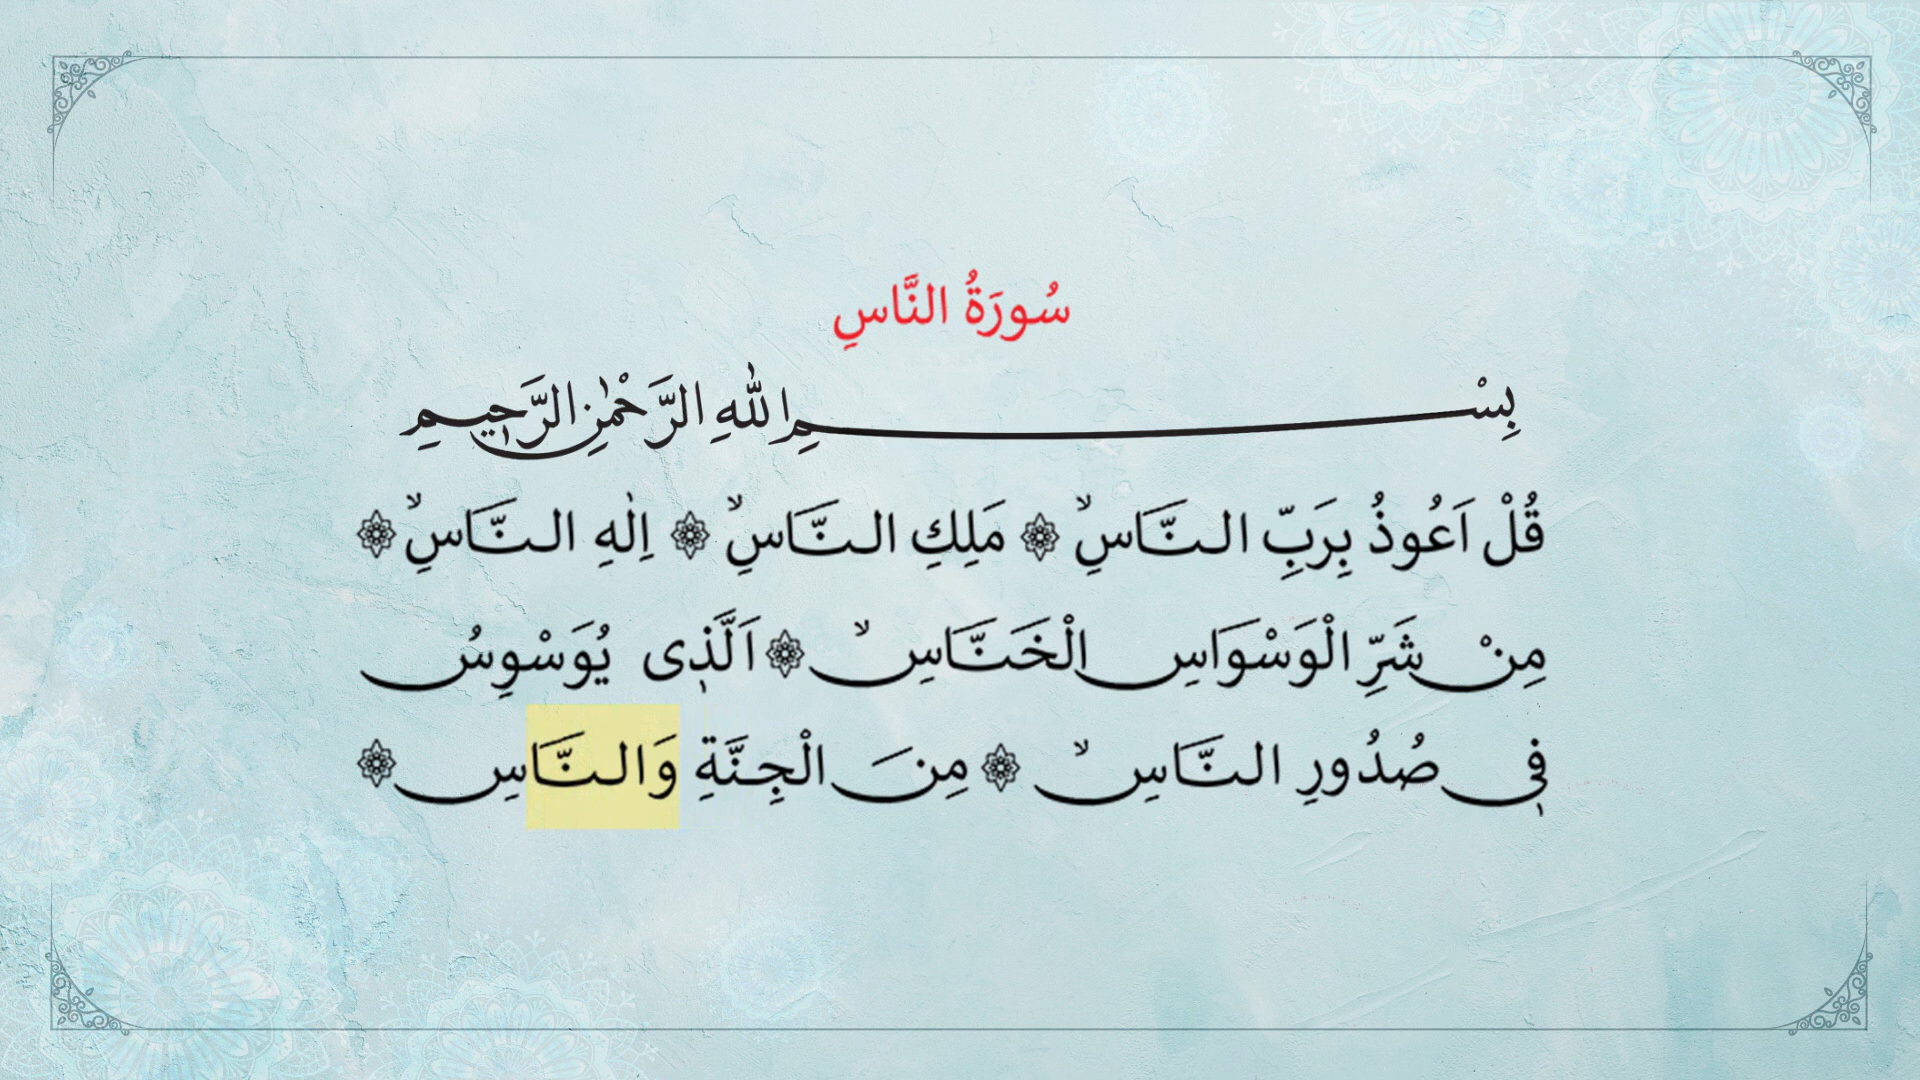 سُورَةُ النَّاسِ
بِسْمِ اللّٰهِ الرَّحْمٰنِ الرَّحٖيمِ
قُلْ اَعُوذُ بِرَبِّ النَّاسِۙ ۞ مَلِكِ النَّاسِۙ ۞ اِلٰهِ النَّاسِۙ ۞
مِنْ شَرِّ الْوَسْوَاسِ الْخَنَّاسِۙ ۞ اَلَّذٖى يُوَسْوِسُ
فٖى صُدُورِ النَّاسِۙ ۞ مِنَ الْجِنَّةِ وَالنَّاسِ ۞